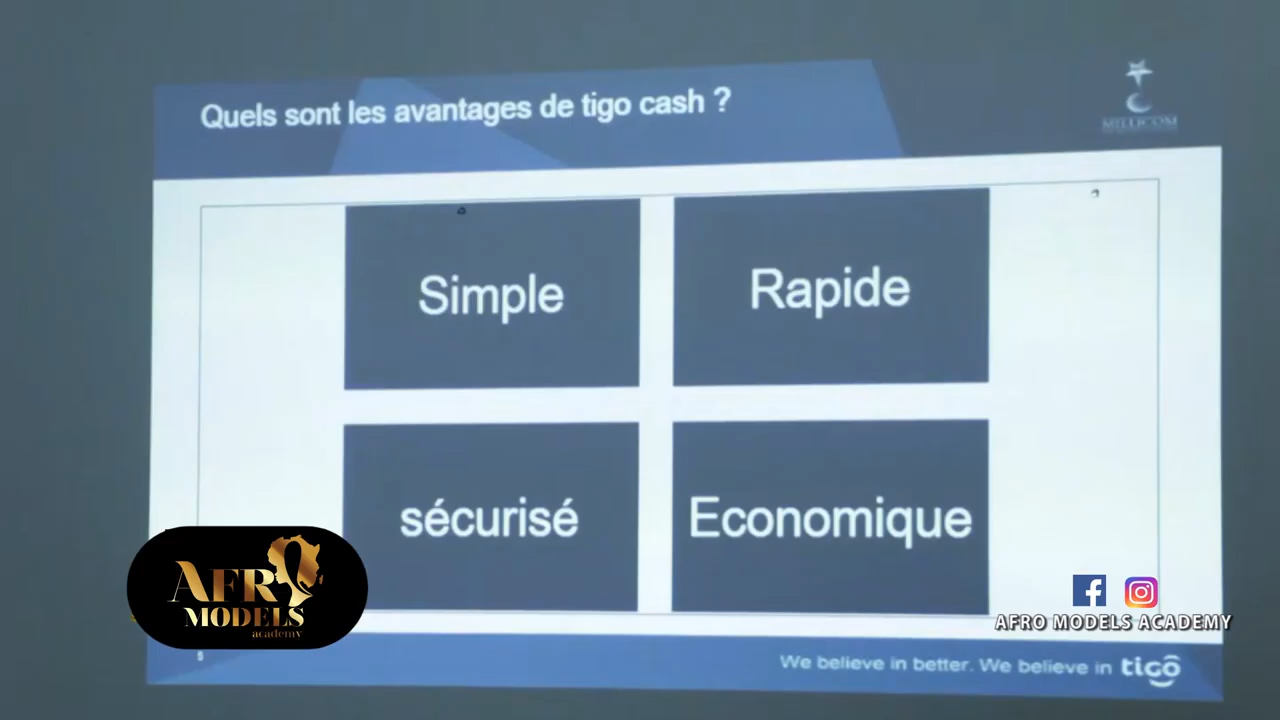 Quels sont les avantages de tigo cash ?
MILLICOM
Simple
Rapide
sécurisé
Economique
AFRO
MODELS
academy
AFRO MODELS ACADEMY
9
We believe in better. We believe in tigo